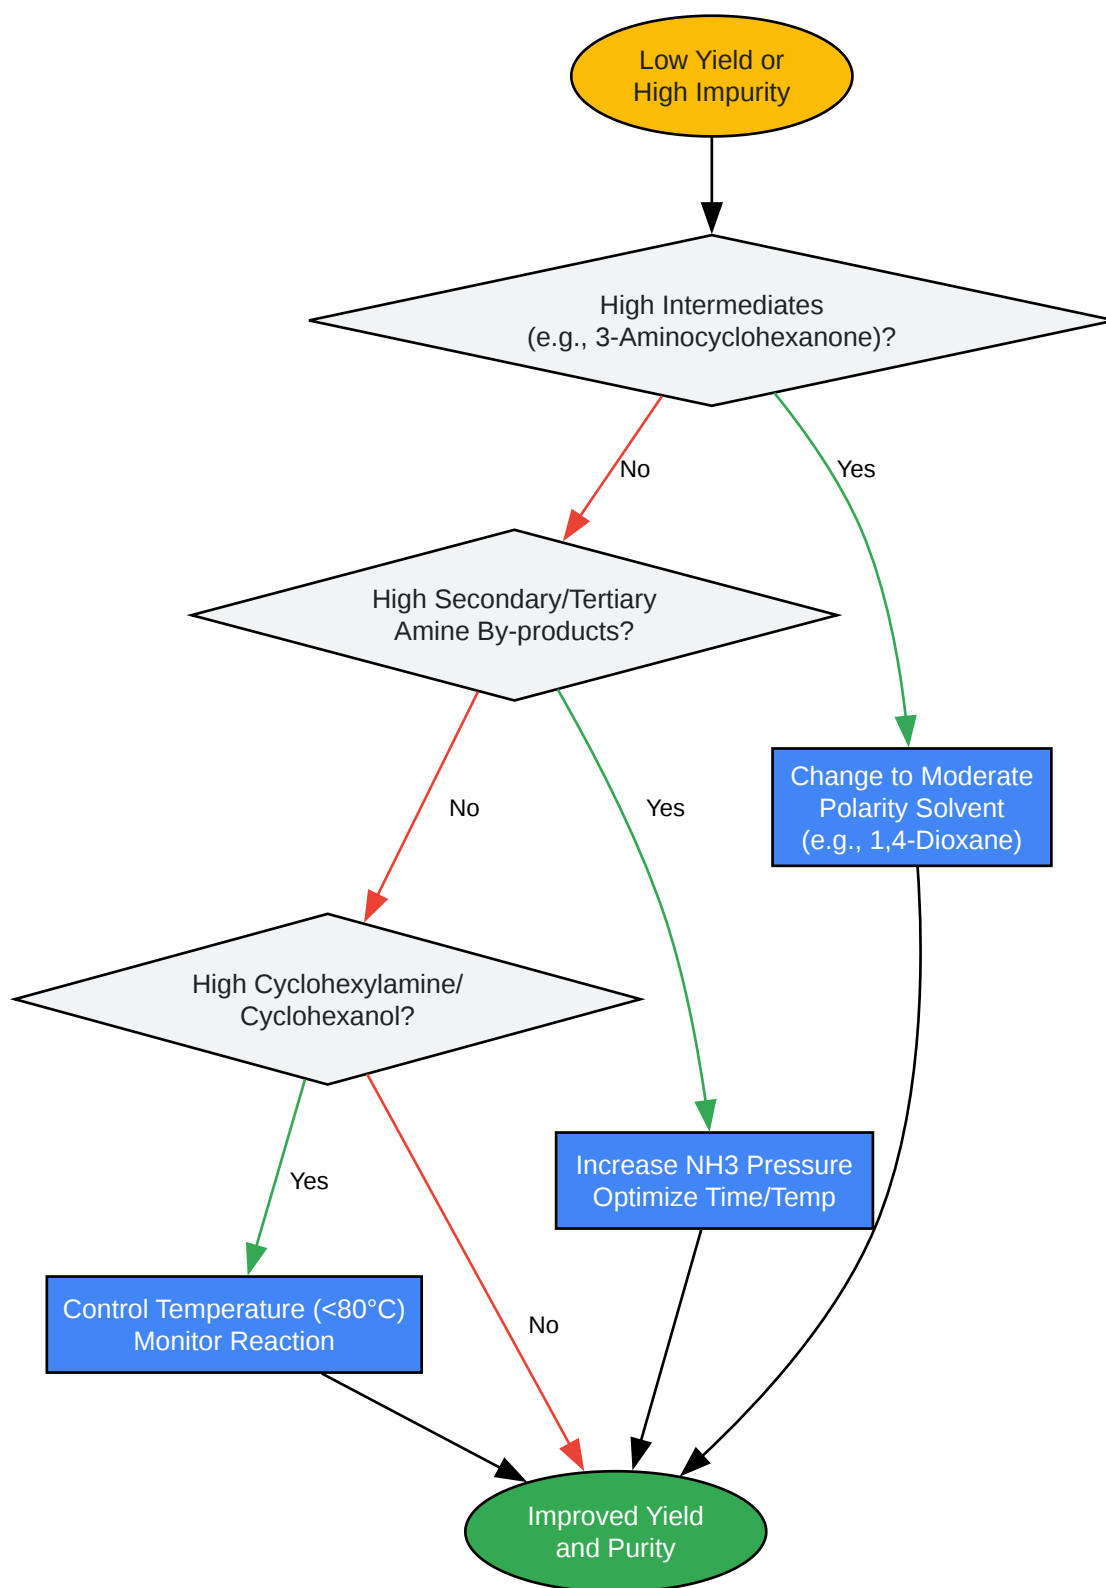 Low Yield or
High Impurity
High Intermediates
(e.g., 3-Aminocyclohexanone)?
No
Yes
High Secondary/Tertiary
Amine By-products?
Change to Moderate
Polarity Solvent
(e.g., 1,4-Dioxane)
No
Yes
High Cyclohexylamine/
Cyclohexanol?
Increase NH3 Pressure
Optimize Time/Temp
Yes
Control Temperature (<80°C)
Monitor Reaction
No
Improved Yield
and Purity